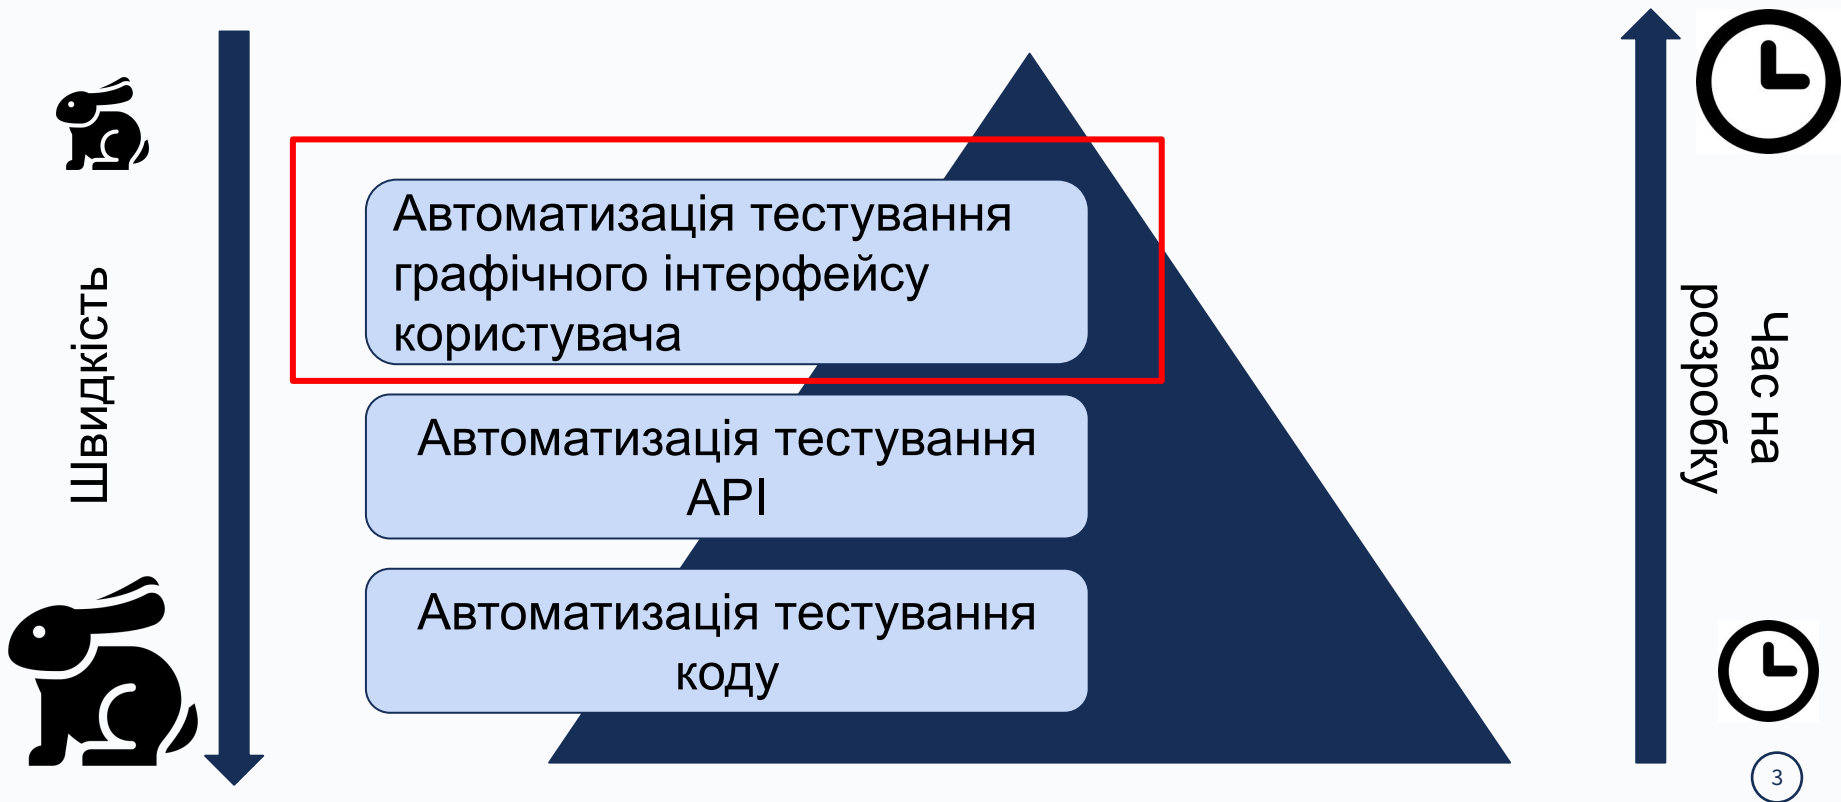 Швидкість
Автоматизація тестування
графічного інтерфейсу
користувача
Автоматизація тестування
API
Автоматизація тестування
коду
Час на
розробку
3